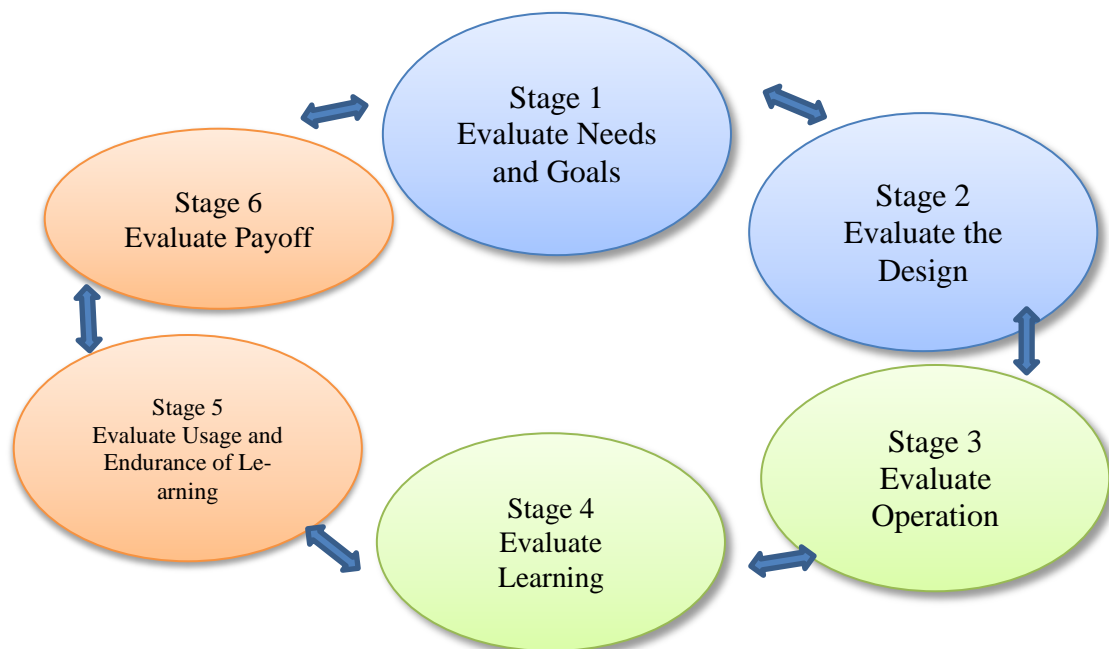 Stage 1
Evaluate Needs
and Goals
Stage 2
Evaluate the
Design
Stage 3
Evaluate
Operation
Stage 4
Evaluate
Learning
Stage 5
Evaluate Usage and
Endurance of Le-
arning
Stage 6
Evaluate Payoff